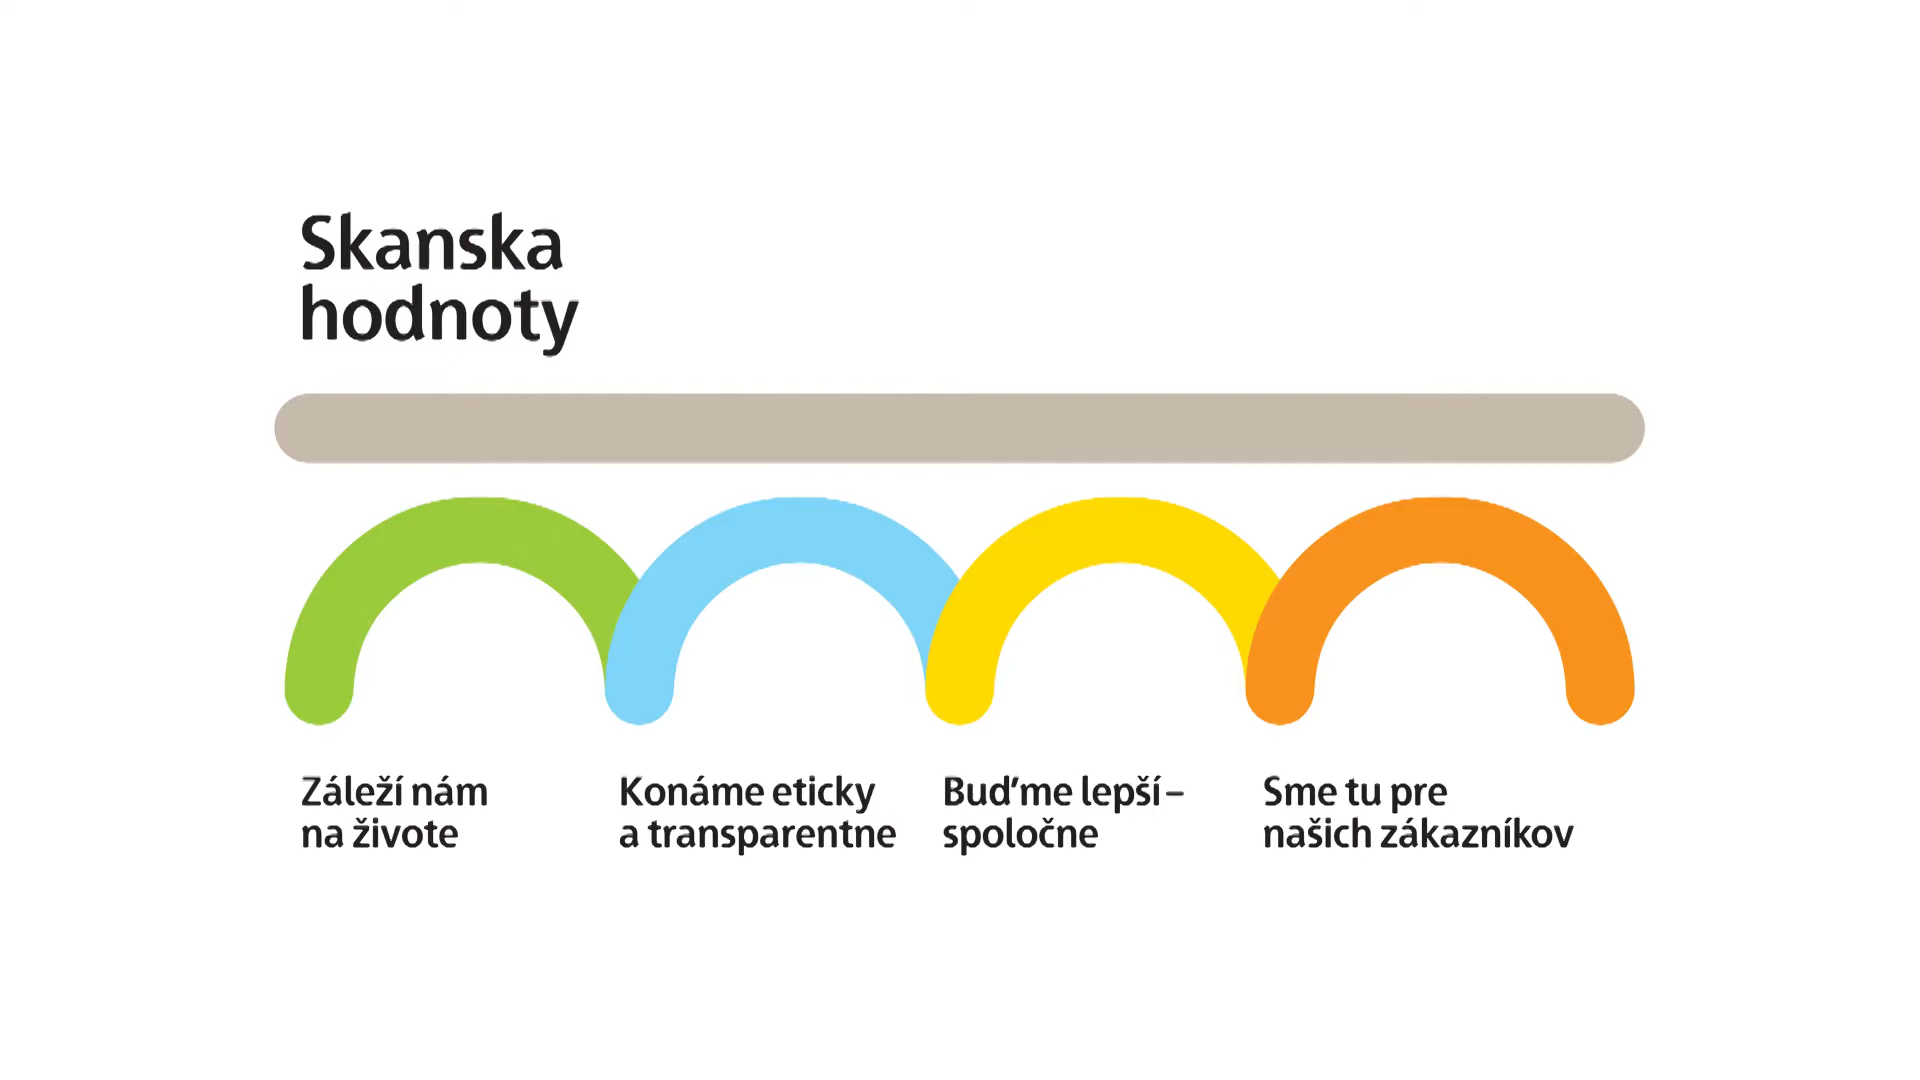 Skanska
hodnoty
Záleží nám
na živote
Konáme eticky
a transparentne
Buďme lepší –
spoločne
Sme tu pre
našich zákazníkov